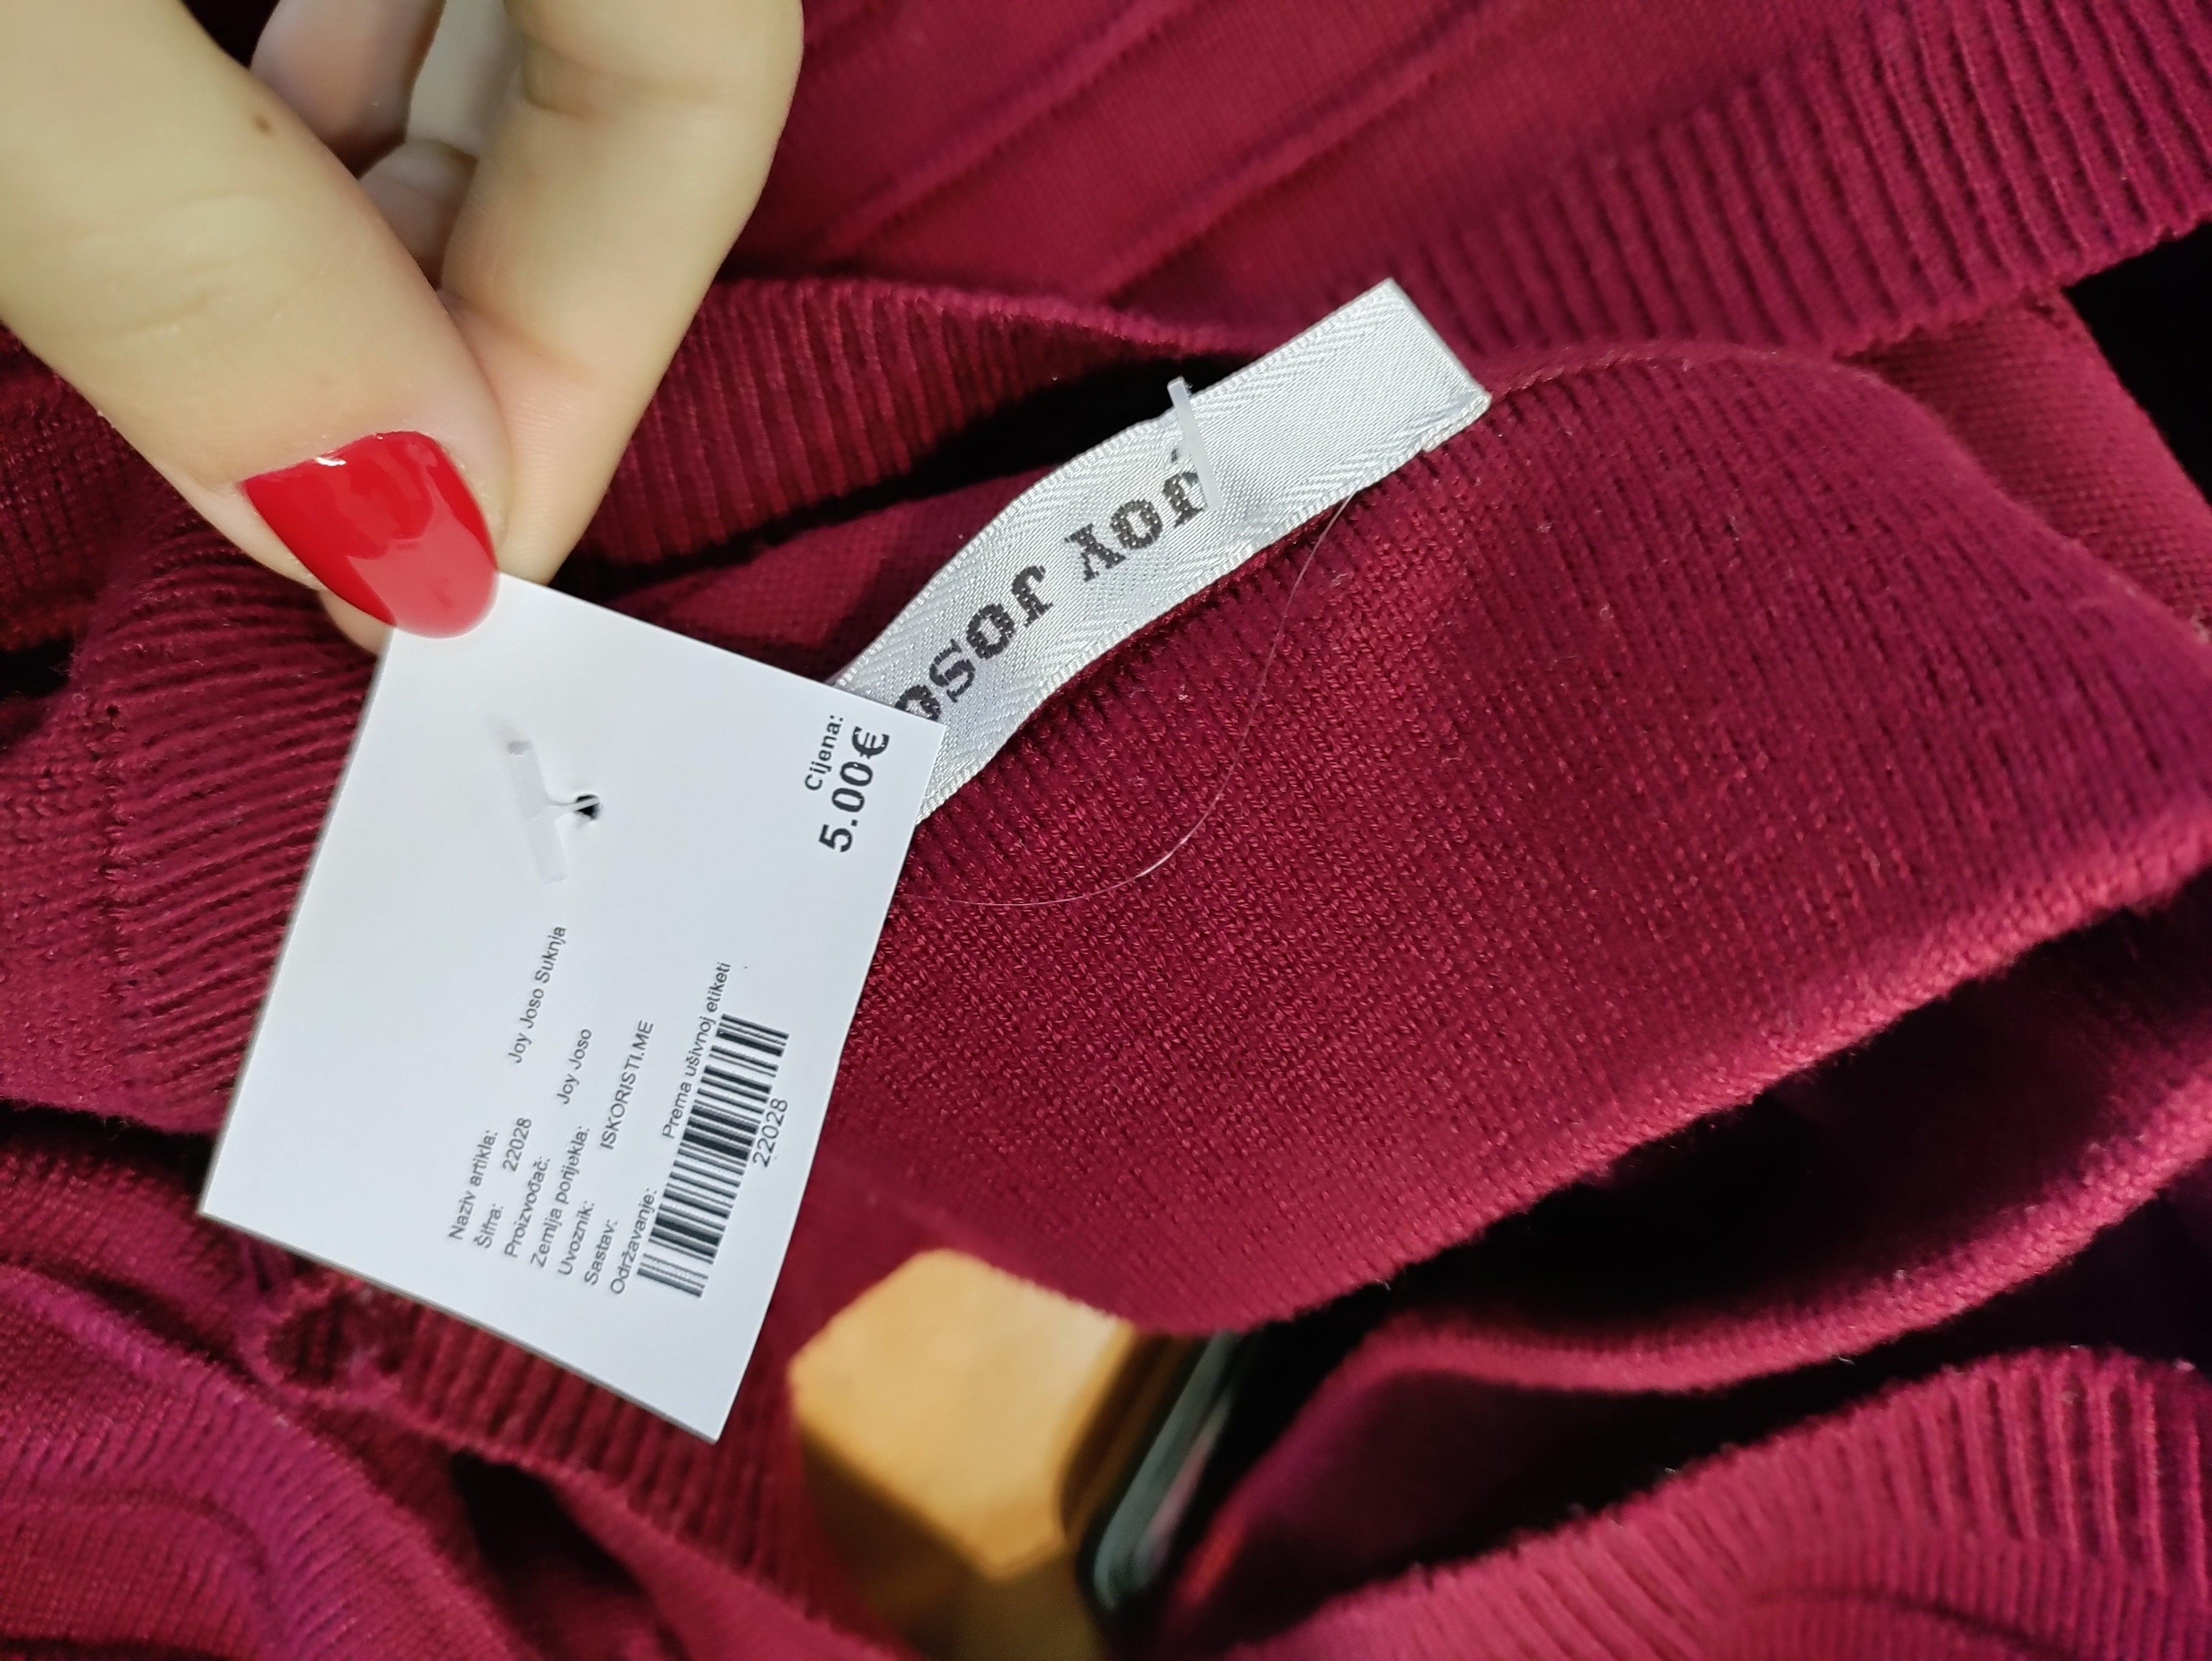 JOY JOSO
Cijena:
5.00€
Naziv artikla: Joy Joso Suknja
Šifra: 22028
Proizvođač: Joy Joso
Zemlja porijekla:
Uvoznik: ISKORISTI.ME
Sastav:
Održavanje: Prema ušivnoj etiketi
22028